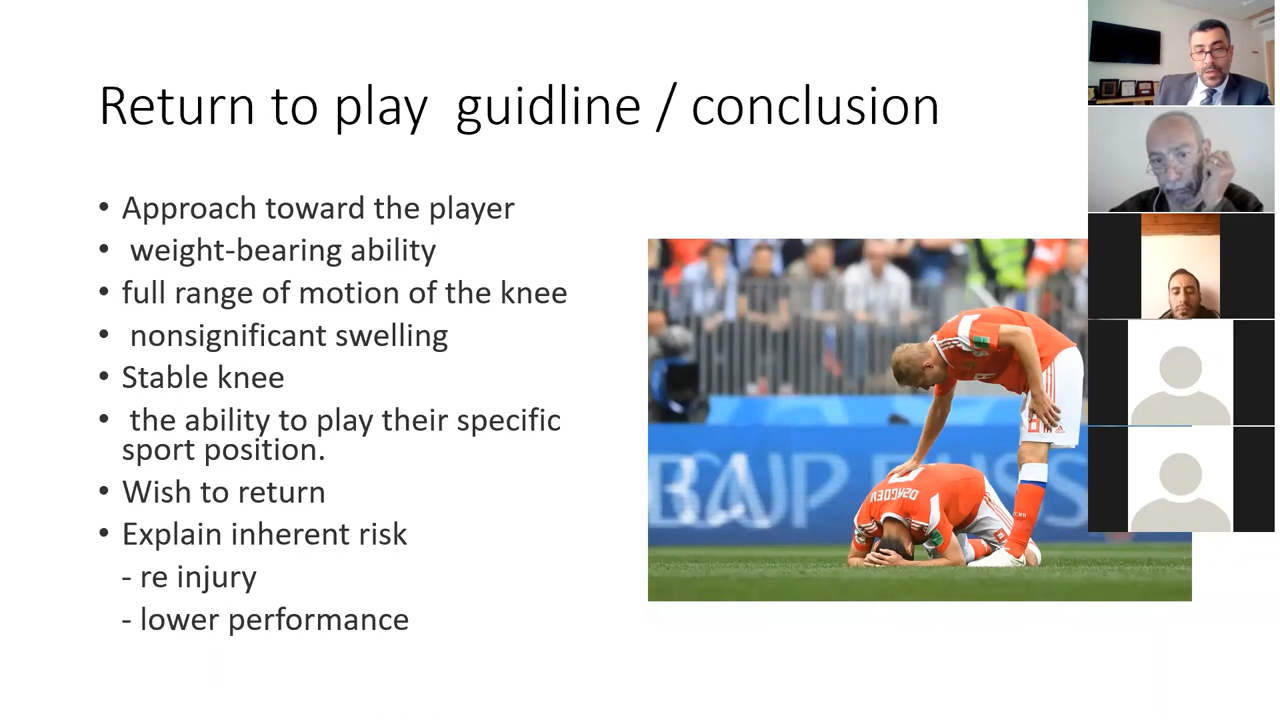 Return to play guidline / conclusion
• Approach toward the player
• weight-bearing ability
• full range of motion of the knee
• nonsignificant swelling
• Stable knee
• the ability to play their specific
sport position.
• Wish to return
• Explain inherent risk
- re injury
- lower performance
DZAGOEV